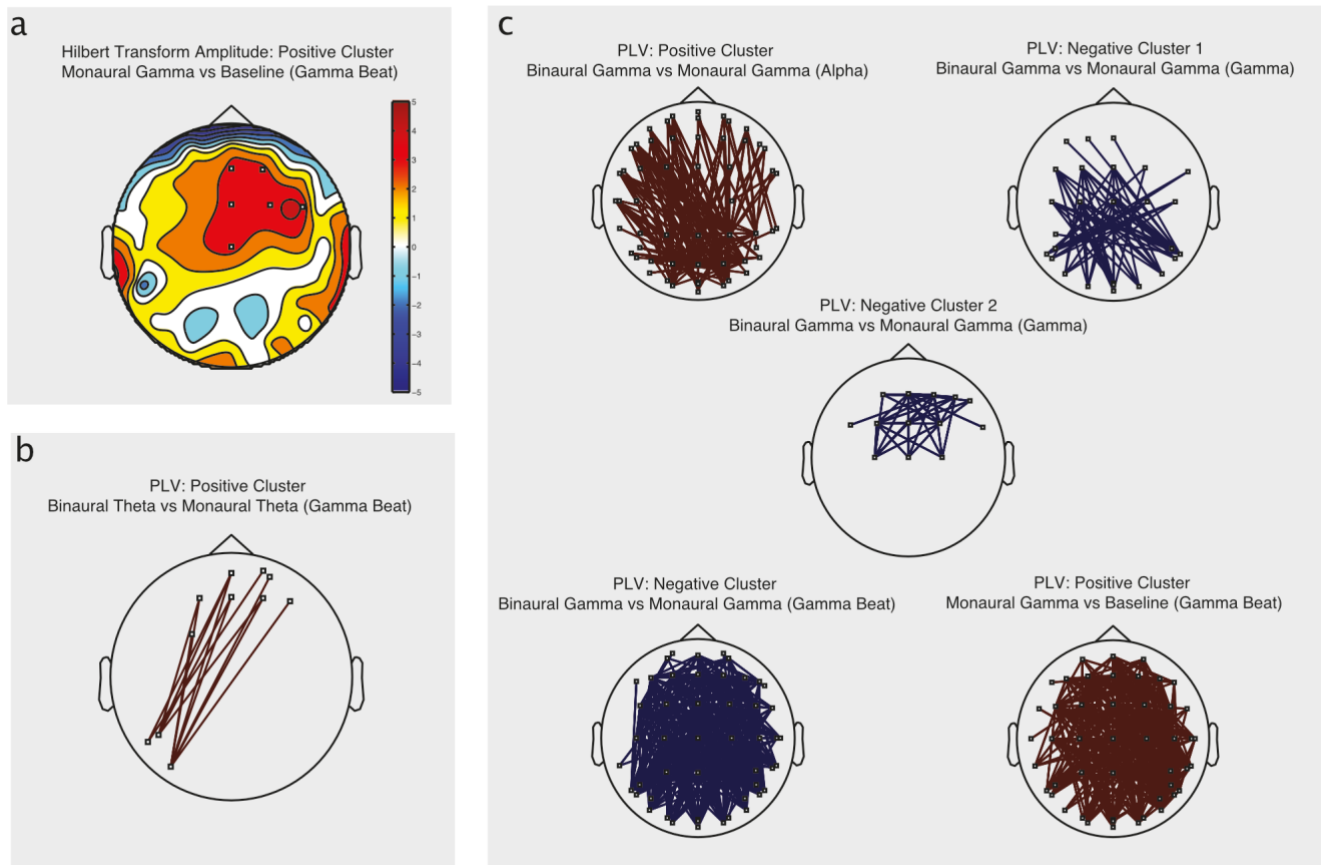 a
Hilbert Transform Amplitude: Positive Cluster
Monaural Gamma vs Baseline (Gamma Beat)
5
4
3
2
1
0
−1
−2
−3
−4
−5
b
PLV: Positive Cluster
Binaural Theta vs Monaural Theta (Gamma Beat)
c
PLV: Positive Cluster
Binaural Gamma vs Monaural Gamma (Alpha)
PLV: Negative Cluster 1
Binaural Gamma vs Monaural Gamma (Gamma)
PLV: Negative Cluster 2
Binaural Gamma vs Monaural Gamma (Gamma)
PLV: Negative Cluster
Binaural Gamma vs Monaural Gamma (Gamma Beat)
PLV: Positive Cluster
Monaural Gamma vs Baseline (Gamma Beat)